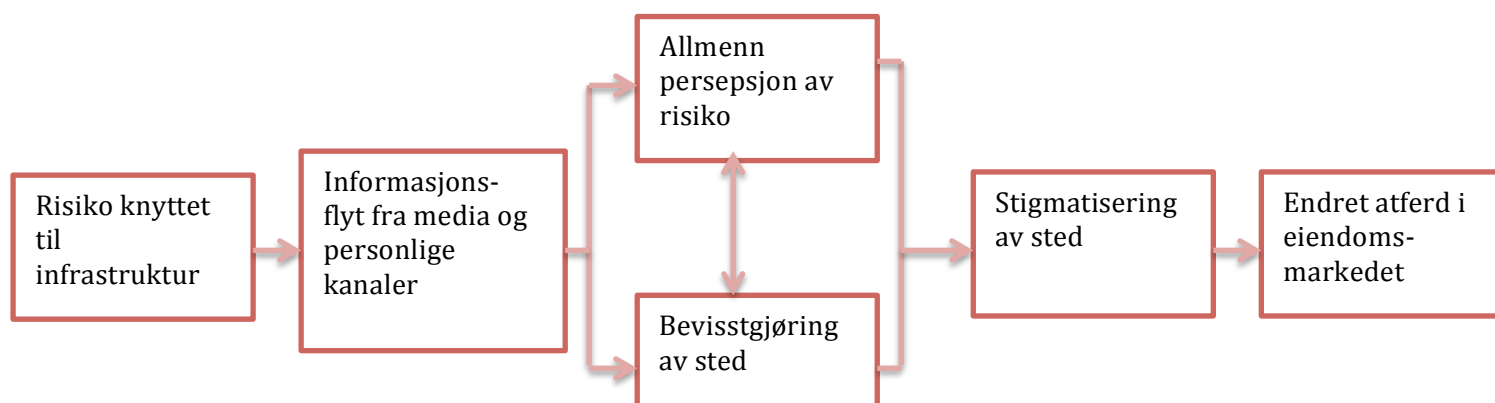 Risiko knyttet
til
infrastruktur
Informasjons-
flyt fra media og
personlige
kanaler
Allmenn
persepsjon av
risiko
Bevisstgjøring
av sted
Stigmatisering
av sted
Endret atferd i
eiendoms-
markedet